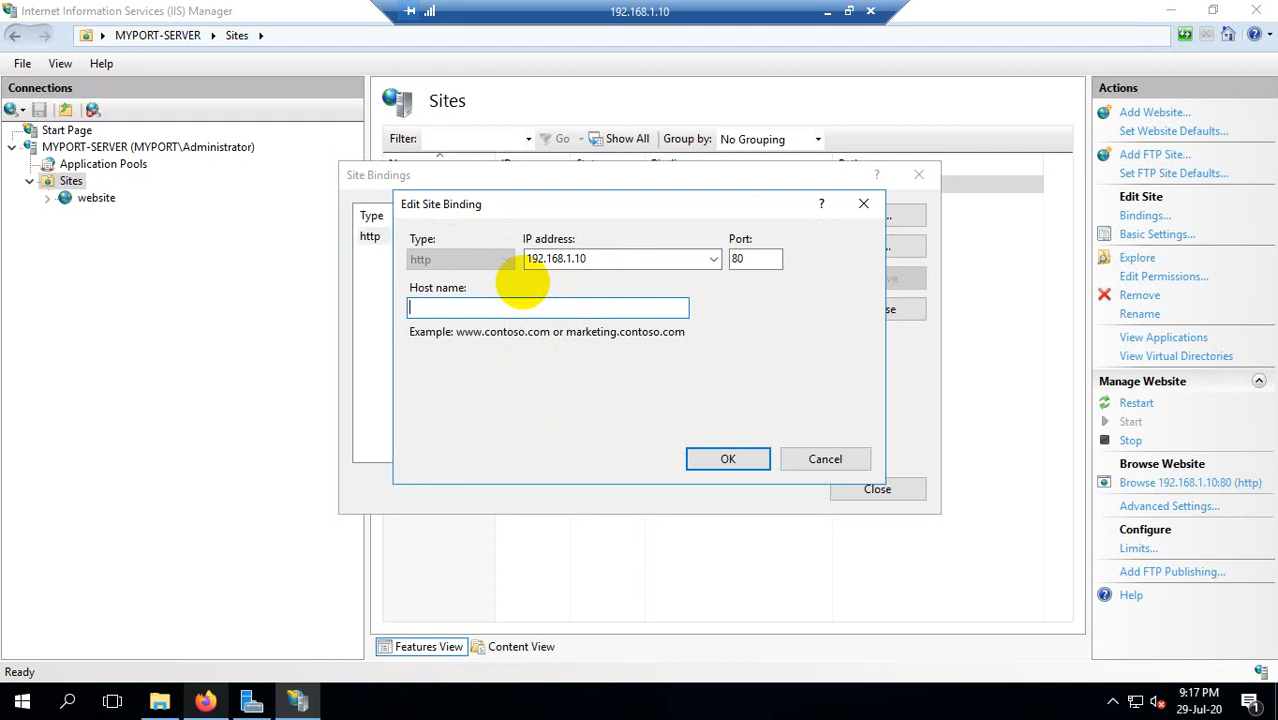 Internet Information Services (IIS) Manager
192.168.1.10
MYPORT-SERVER
Sites
File View Help
Connections
Start Page
MYPORT-SERVER (MYPORT\Administrator)
Application Pools
Sites
website
Sites
Filter: Go Show All Group by: No Grouping
Site Bindings ?
Type
http
...
...
Close
Edit Site Binding ?
Type: IP address: Port:
http 192.168.1.10 80
Host name:
Example: www.contoso.com or marketing.contoso.com
OK Cancel
Features View Content View
Actions
Add Website...
Set Website Defaults...
Add FTP Site...
Set FTP Site Defaults...
Edit Site
Bindings...
Basic Settings...
Explore
Edit Permissions...
Remove
Rename
View Applications
View Virtual Directories
Manage Website
Restart
Start
Stop
Browse Website
Browse 192.168.1.10:80 (http)
Advanced Settings...
Configure
Limits...
Add FTP Publishing...
Help
Ready
9:17 PM
29-Jul-20
1